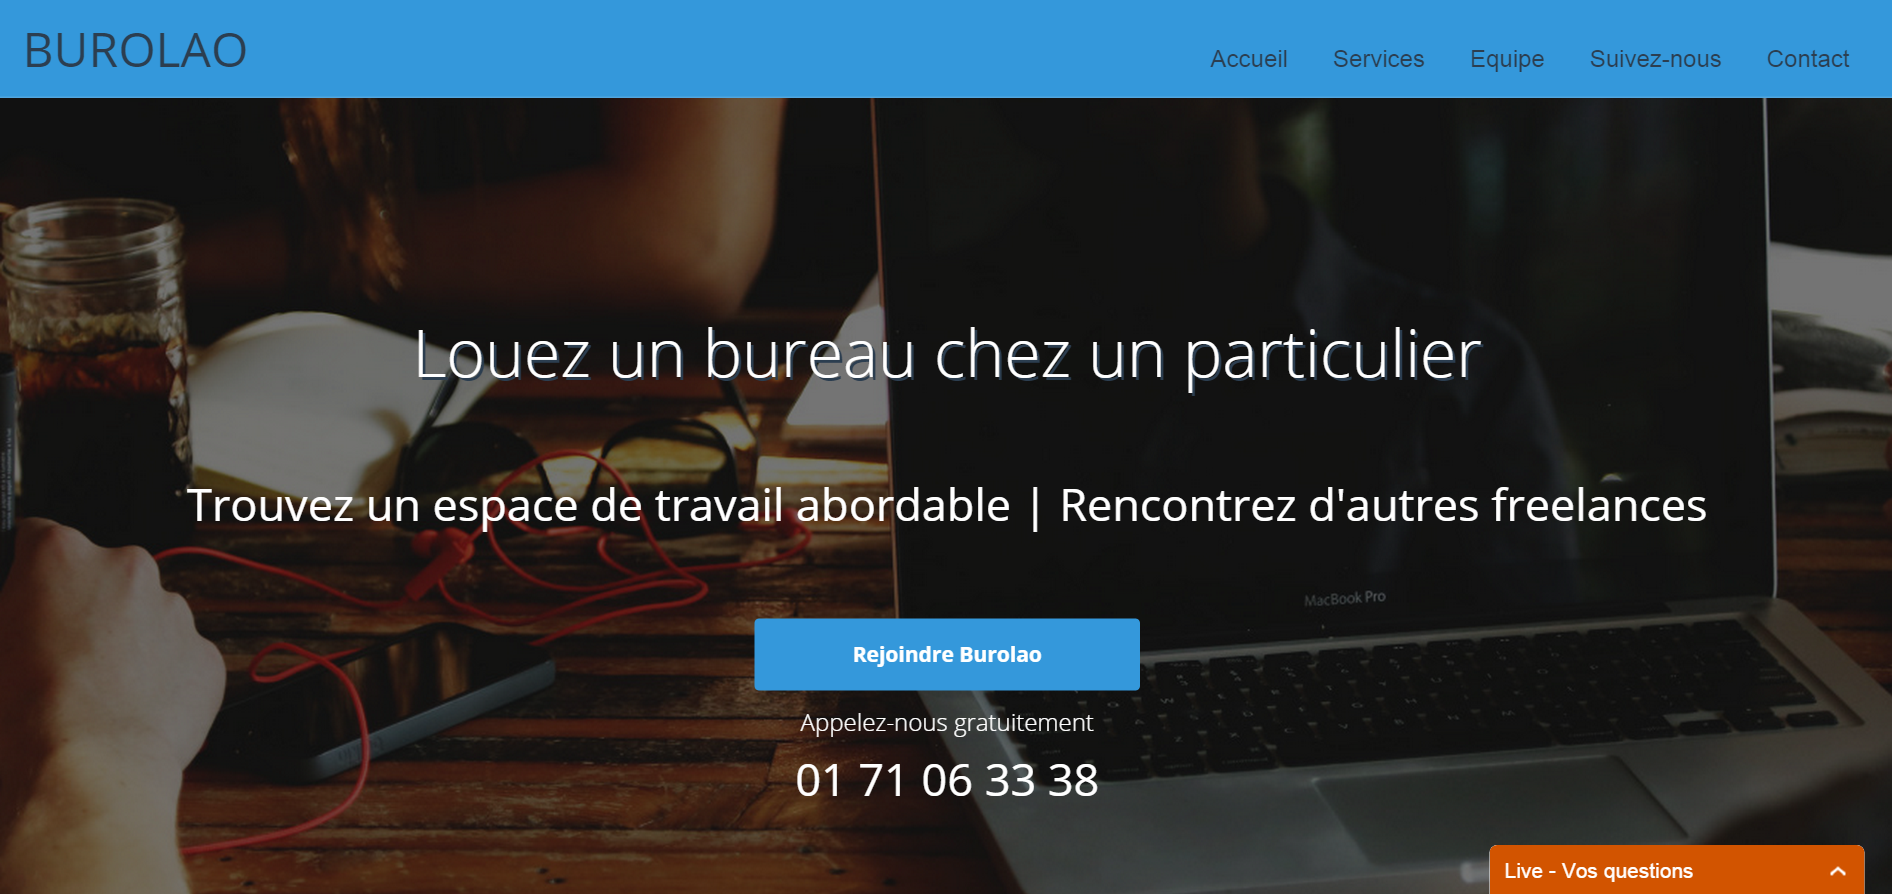 BUROLAO
Accueil Services Equipe Suivez-nous Contact
Louez un bureau chez un particulier
Trouvez un espace de travail abordable | Rencontrez d'autres freelances
MacBook Pro
Rejoindre Burolao
Appelez-nous gratuitement
01 71 06 33 38
Live - Vos questions